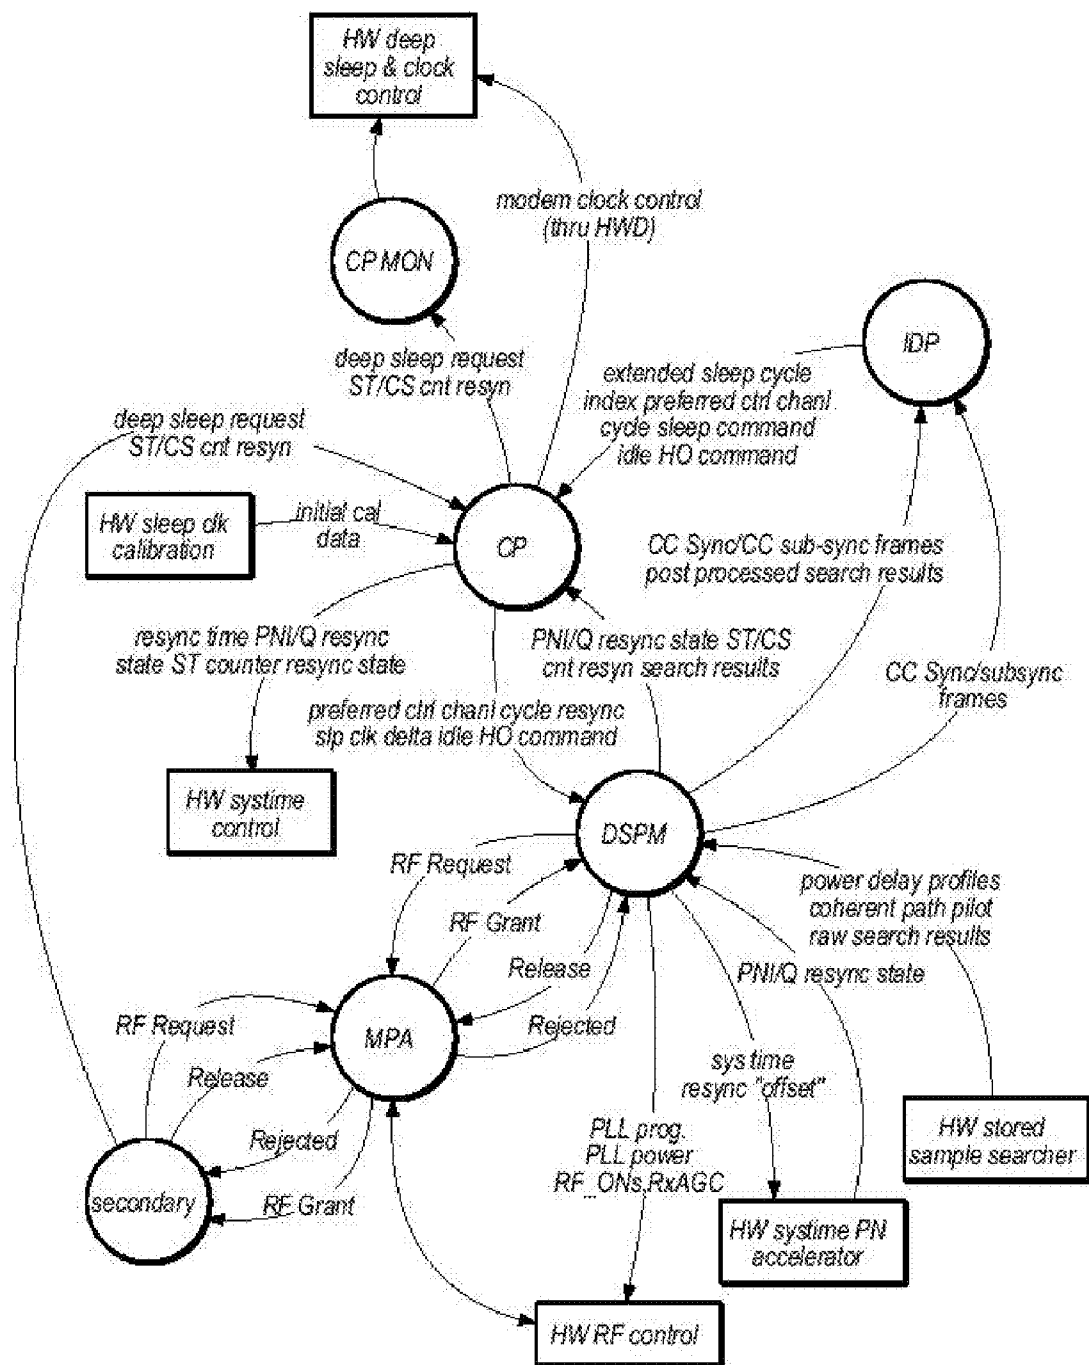 HW deep
sleep & clock
control
modem clock control
(thru HWD)
CP MON
IDP
deep sleep request
ST/CS cnt resyn
extended sleep cycle
index preferred ctrl chanl
cycle sleep command
idle HO command
deep sleep request
ST/CS cnt resyn
HW sleep clk
calibration
initial cal
data
CP
CC Sync/CC sub-sync frames
post processed search results
resync time PNI/Q resync
state ST counter resync state
PNI/Q resync state ST/CS
cnt resyn search results
CC Sync/subsync
frames
preferred ctrl chanl cycle resync
slp clk delta idle HO command
HW systime
control
DSPM
RF Request
power delay profiles
coherent path pilot
raw search results
RF Grant
Release
PNI/Q resync state
RF Request
MPA
Rejected
Release
sys time
resync "offset"
Rejected
PLL prog.
PLL power
RF_ONs,RxAGC
HW stored
sample searcher
secondary
RF Grant
HW systime PN
accelerator
HW RF control